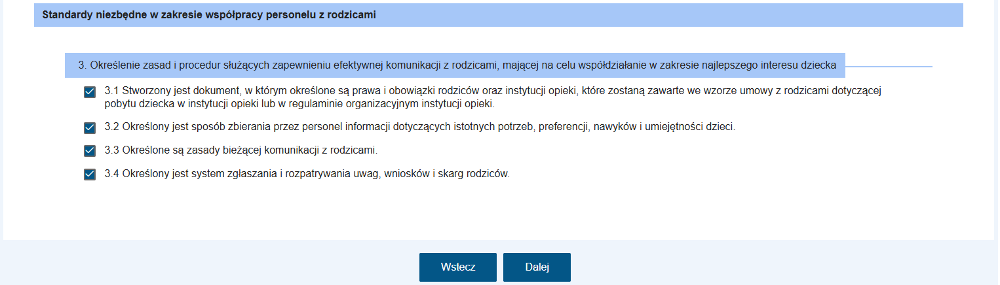 Standardy niezbędne w zakresie współpracy personelu z rodzicami
3. Określenie zasad i procedur służących zapewnieniu efektywnej komunikacji z rodzicami, mającej na celu współdziałanie w zakresie najlepszego interesu dziecka
3.1 Stworzony jest dokument, w którym określone są prawa i obowiązki rodziców oraz instytucji opieki, które zostaną zawarte we wzorze umowy z rodzicami dotyczącej
pobytu dziecka w instytucji opieki lub w regulaminie organizacyjnym instytucji opieki.
3.2 Określony jest sposób zbierania przez personel informacji dotyczących istotnych potrzeb, preferencji, nawyków i umiejętności dzieci.
3.3 Określone są zasady bieżącej komunikacji z rodzicami.
3.4 Określony jest system zgłaszania i rozpatrywania uwag, wniosków i skarg rodziców.
Wstecz Dalej